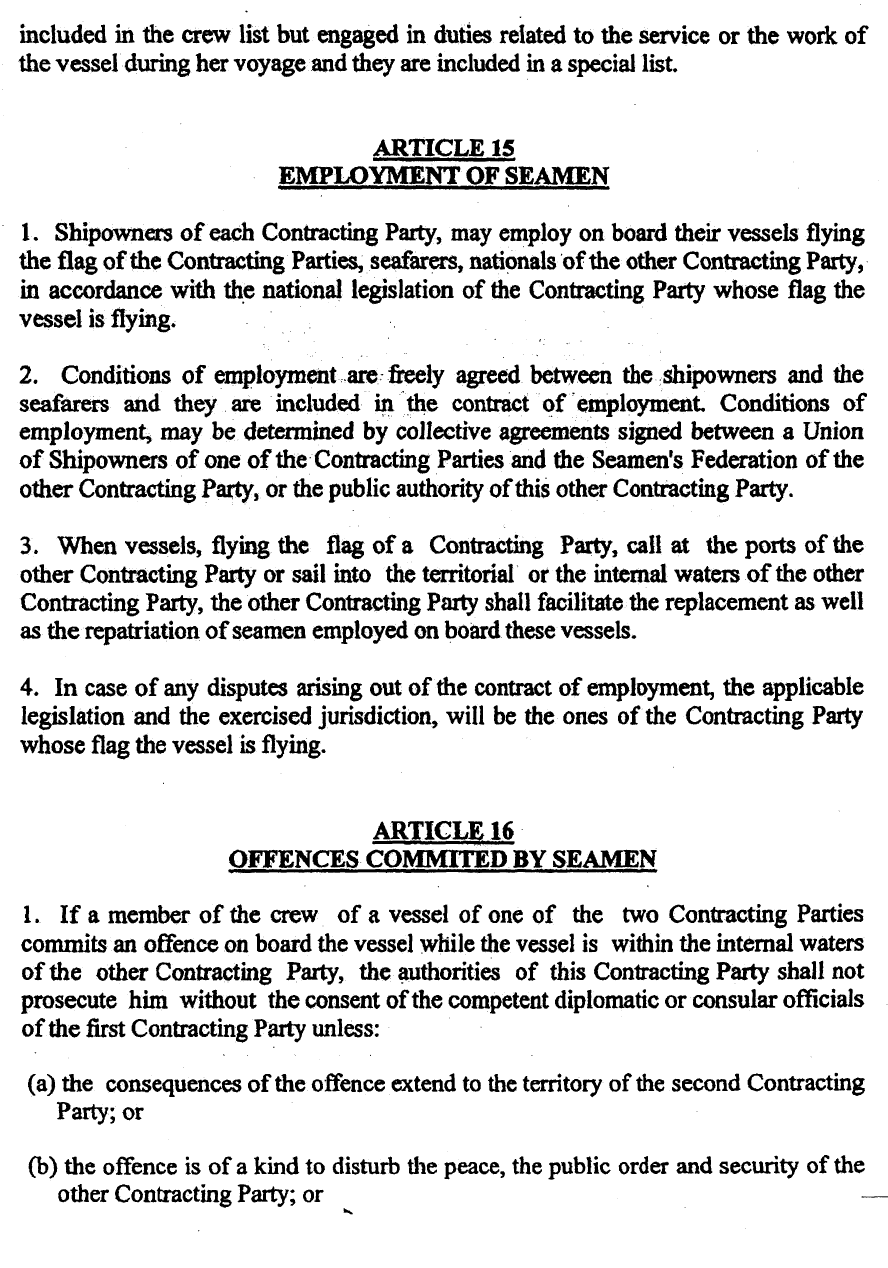 included in the crew list but engaged in duties related to the service or the work of
the vessel during her voyage and they are included in a special list.
ARTICLE 15
EMPLOYMENT OF SEAMEN
1. Shipowners of each Contracting Party, may employ on board their vessels flying
the flag of the Contracting Parties, seafarers, nationals of the other Contracting Party,
in accordance with the national legislation of the Contracting Party whose flag the
vessel is flying.
2. Conditions of employment are freely agreed between the shipowners and the
seafarers and they are included in the contract of employment. Conditions of
employment, may be determined by collective agreements signed between a Union
of Shipowners of one of the Contracting Parties and the Seamen's Federation of the
other Contracting Party, or the public authority of this other Contracting Party.
3. When vessels, flying the flag of a Contracting Party, call at the ports of the
other Contracting Party or sail into the territorial or the internal waters of the other
Contracting Party, the other Contracting Party shall facilitate the replacement as well
as the repatriation of seamen employed on board these vessels.
4. In case of any disputes arising out of the contract of employment, the applicable
legislation and the exercised jurisdiction, will be the ones of the Contracting Party
whose flag the vessel is flying.
ARTICLE 16
OFFENCES COMMITED BY SEAMEN
1. If a member of the crew of a vessel of one of the two Contracting Parties
commits an offence on board the vessel while the vessel is within the internal waters
of the other Contracting Party, the authorities of this Contracting Party shall not
prosecute him without the consent of the competent diplomatic or consular officials
of the first Contracting Party unless:
(a) the consequences of the offence extend to the territory of the second Contracting
Party; or
(b) the offence is of a kind to disturb the peace, the public order and security of the
other Contracting Party; or